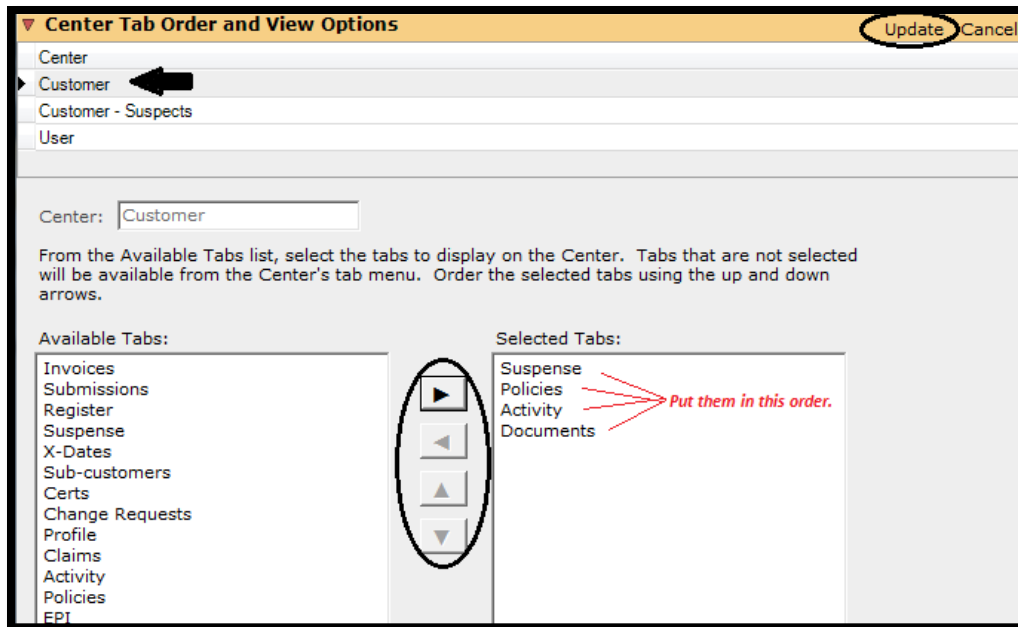 Center Tab Order and View Options
Update Cancel
Center
Customer
Customer - Suspects
User
Center: Customer
From the Available Tabs list, select the tabs to display on the Center. Tabs that are not selected
will be available from the Center's tab menu. Order the selected tabs using the up and down
arrows.
Available Tabs:
Invoices
Submissions
Register
Suspense
X-Dates
Sub-customers
Certs
Change Requests
Profile
Claims
Activity
Policies
EPI
Selected Tabs:
Suspense
Policies
Activity
Documents
Put them in this order.